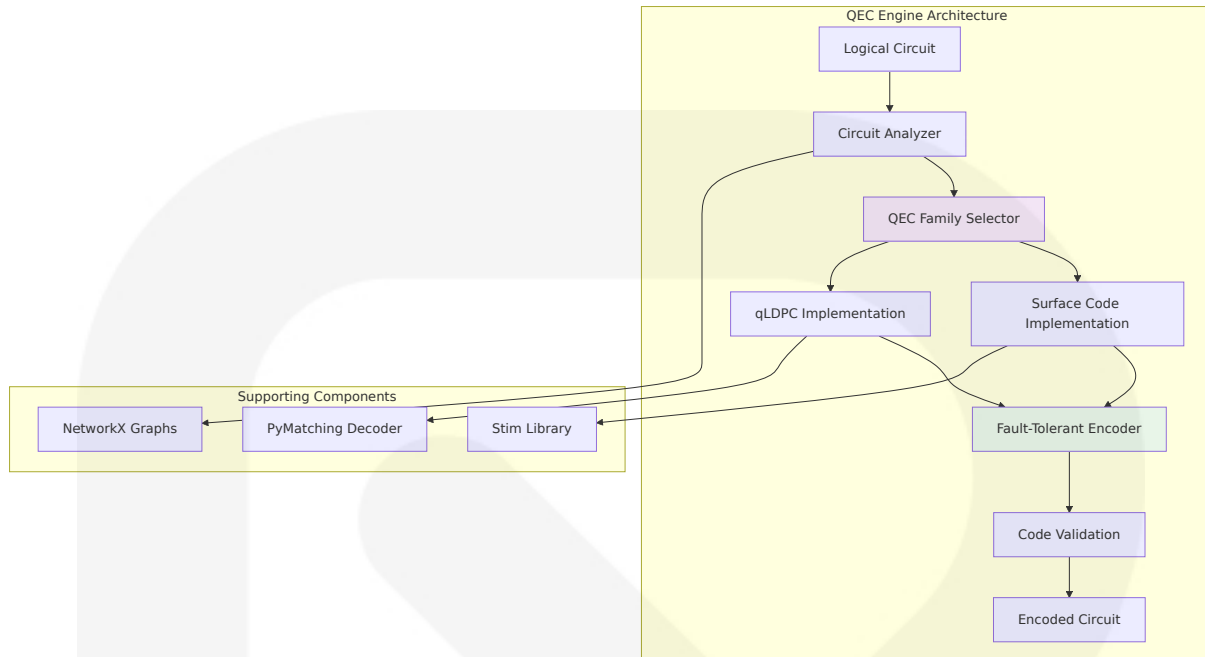 QEC Engine Architecture
Logical Circuit
Circuit Analyzer
QEC Family Selector
qLDPC Implementation
Surface Code
Implementation
Supporting Components
NetworkX Graphs
PyMatching Decoder
Stim Library
Fault-Tolerant Encoder
Code Validation
Encoded Circuit